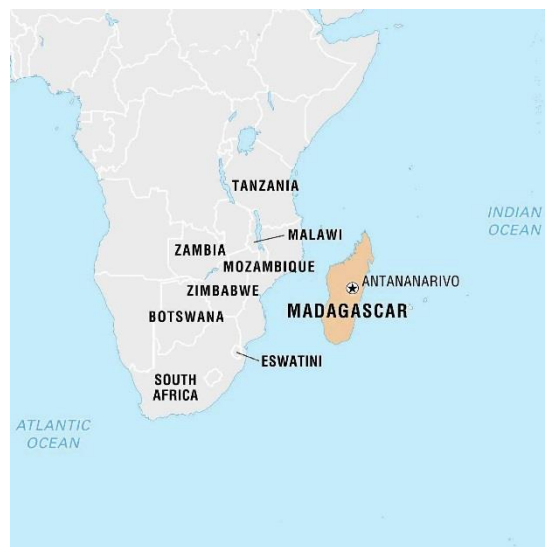 TANZANIA
INDIAN
OCEAN
MALAWI
ZAMBIA
MOZAMBIQUE
ANTANANARIVO
ZIMBABWE
MADAGASCAR
BOTSWANA
ESWATINI
SOUTH
AFRICA
ATLANTIC
OCEAN